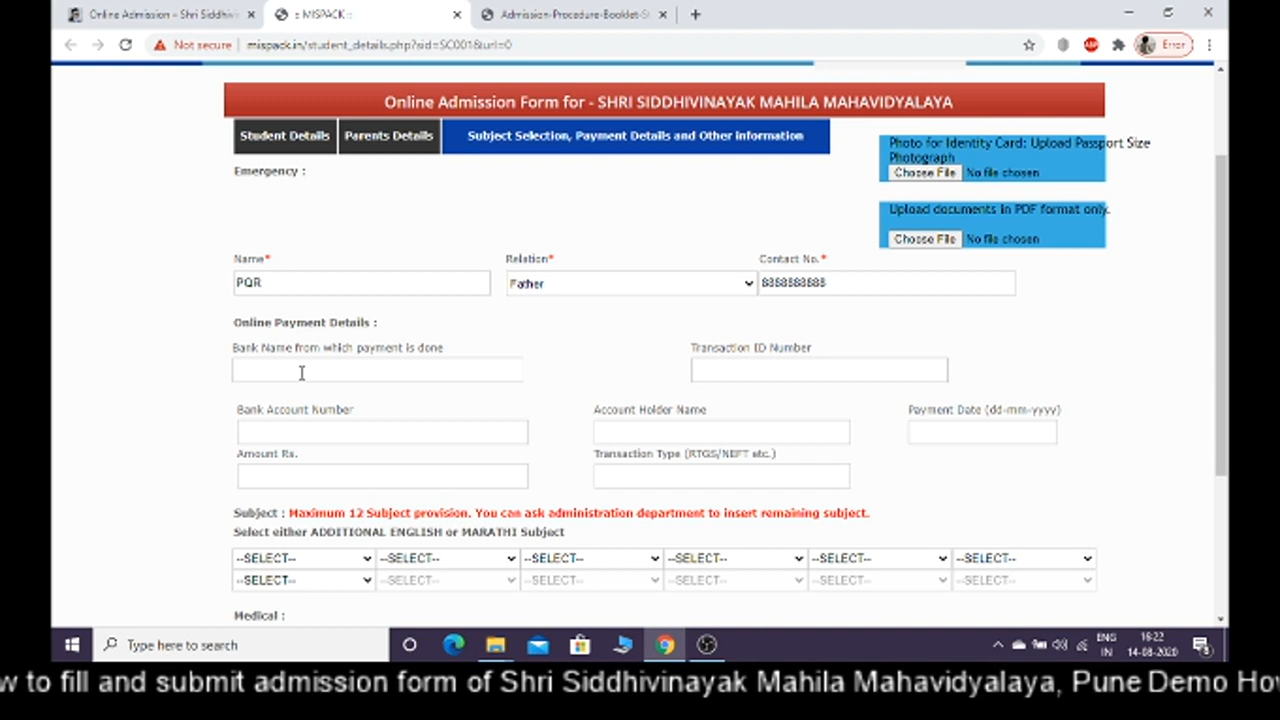 Online Admission – Shri Siddhivi
:: MISPACK ::
Admission-Procedure-Booklet-S
Not secure
mispack.in/student_details.php?sid=SC001&url=0
ABP
Error
Online Admission Form for - SHRI SIDDHIVINAYAK MAHILA MAHAVIDYALAYA
Student Details
Parents Details
Subject Selection, Payment Details and Other information
Photo for Identity Card: Upload Passport Size
Photograph
Choose File No file chosen
Emergency :
Upload documents in PDF format only.
Choose File No file chosen
Name* Relation* Contact No.*
PQR Father 8888888888
Online Payment Details :
Bank Name from which payment is done Transaction ID Number
Bank Account Number Account Holder Name Payment Date (dd-mm-yyyy)
Amount Rs. Transaction Type (RTGS/NEFT etc.)
Subject : Maximum 12 Subject provision. You can ask administration department to insert remaining subject.
Select either ADDITIONAL ENGLISH or MARATHI Subject
--SELECT-- --SELECT-- --SELECT-- --SELECT-- --SELECT-- --SELECT--
--SELECT-- --SELECT-- --SELECT-- --SELECT-- --SELECT-- --SELECT--
Medical :
Type here to search
ENG
IN
16:22
14-08-2020
w to fill and submit admission form of Shri Siddhivinayak Mahila Mahavidyalaya, Pune Demo How